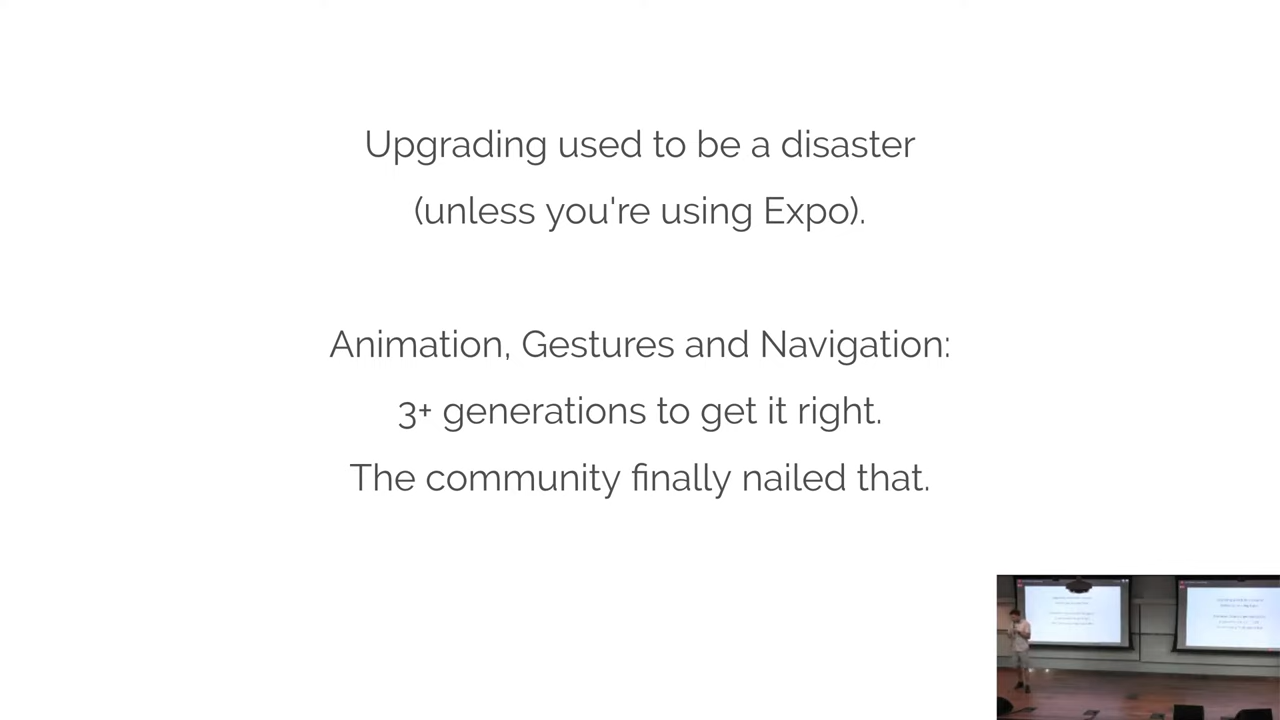 Upgrading used to be a disaster
(unless you're using Expo).
Animation, Gestures and Navigation:
3+ generations to get it right.
The community finally nailed that.